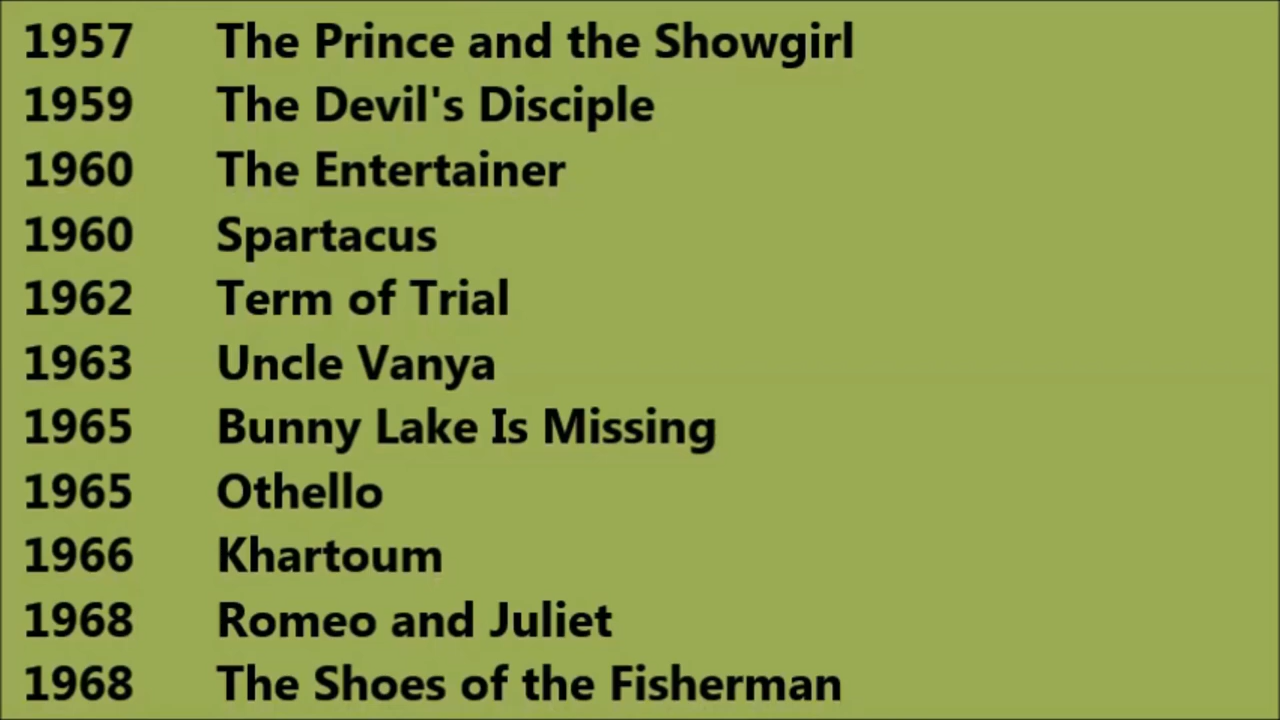 1957 The Prince and the Showgirl
1959 The Devil's Disciple
1960 The Entertainer
1960 Spartacus
1962 Term of Trial
1963 Uncle Vanya
1965 Bunny Lake Is Missing
1965 Othello
1966 Khartoum
1968 Romeo and Juliet
1968 The Shoes of the Fisherman